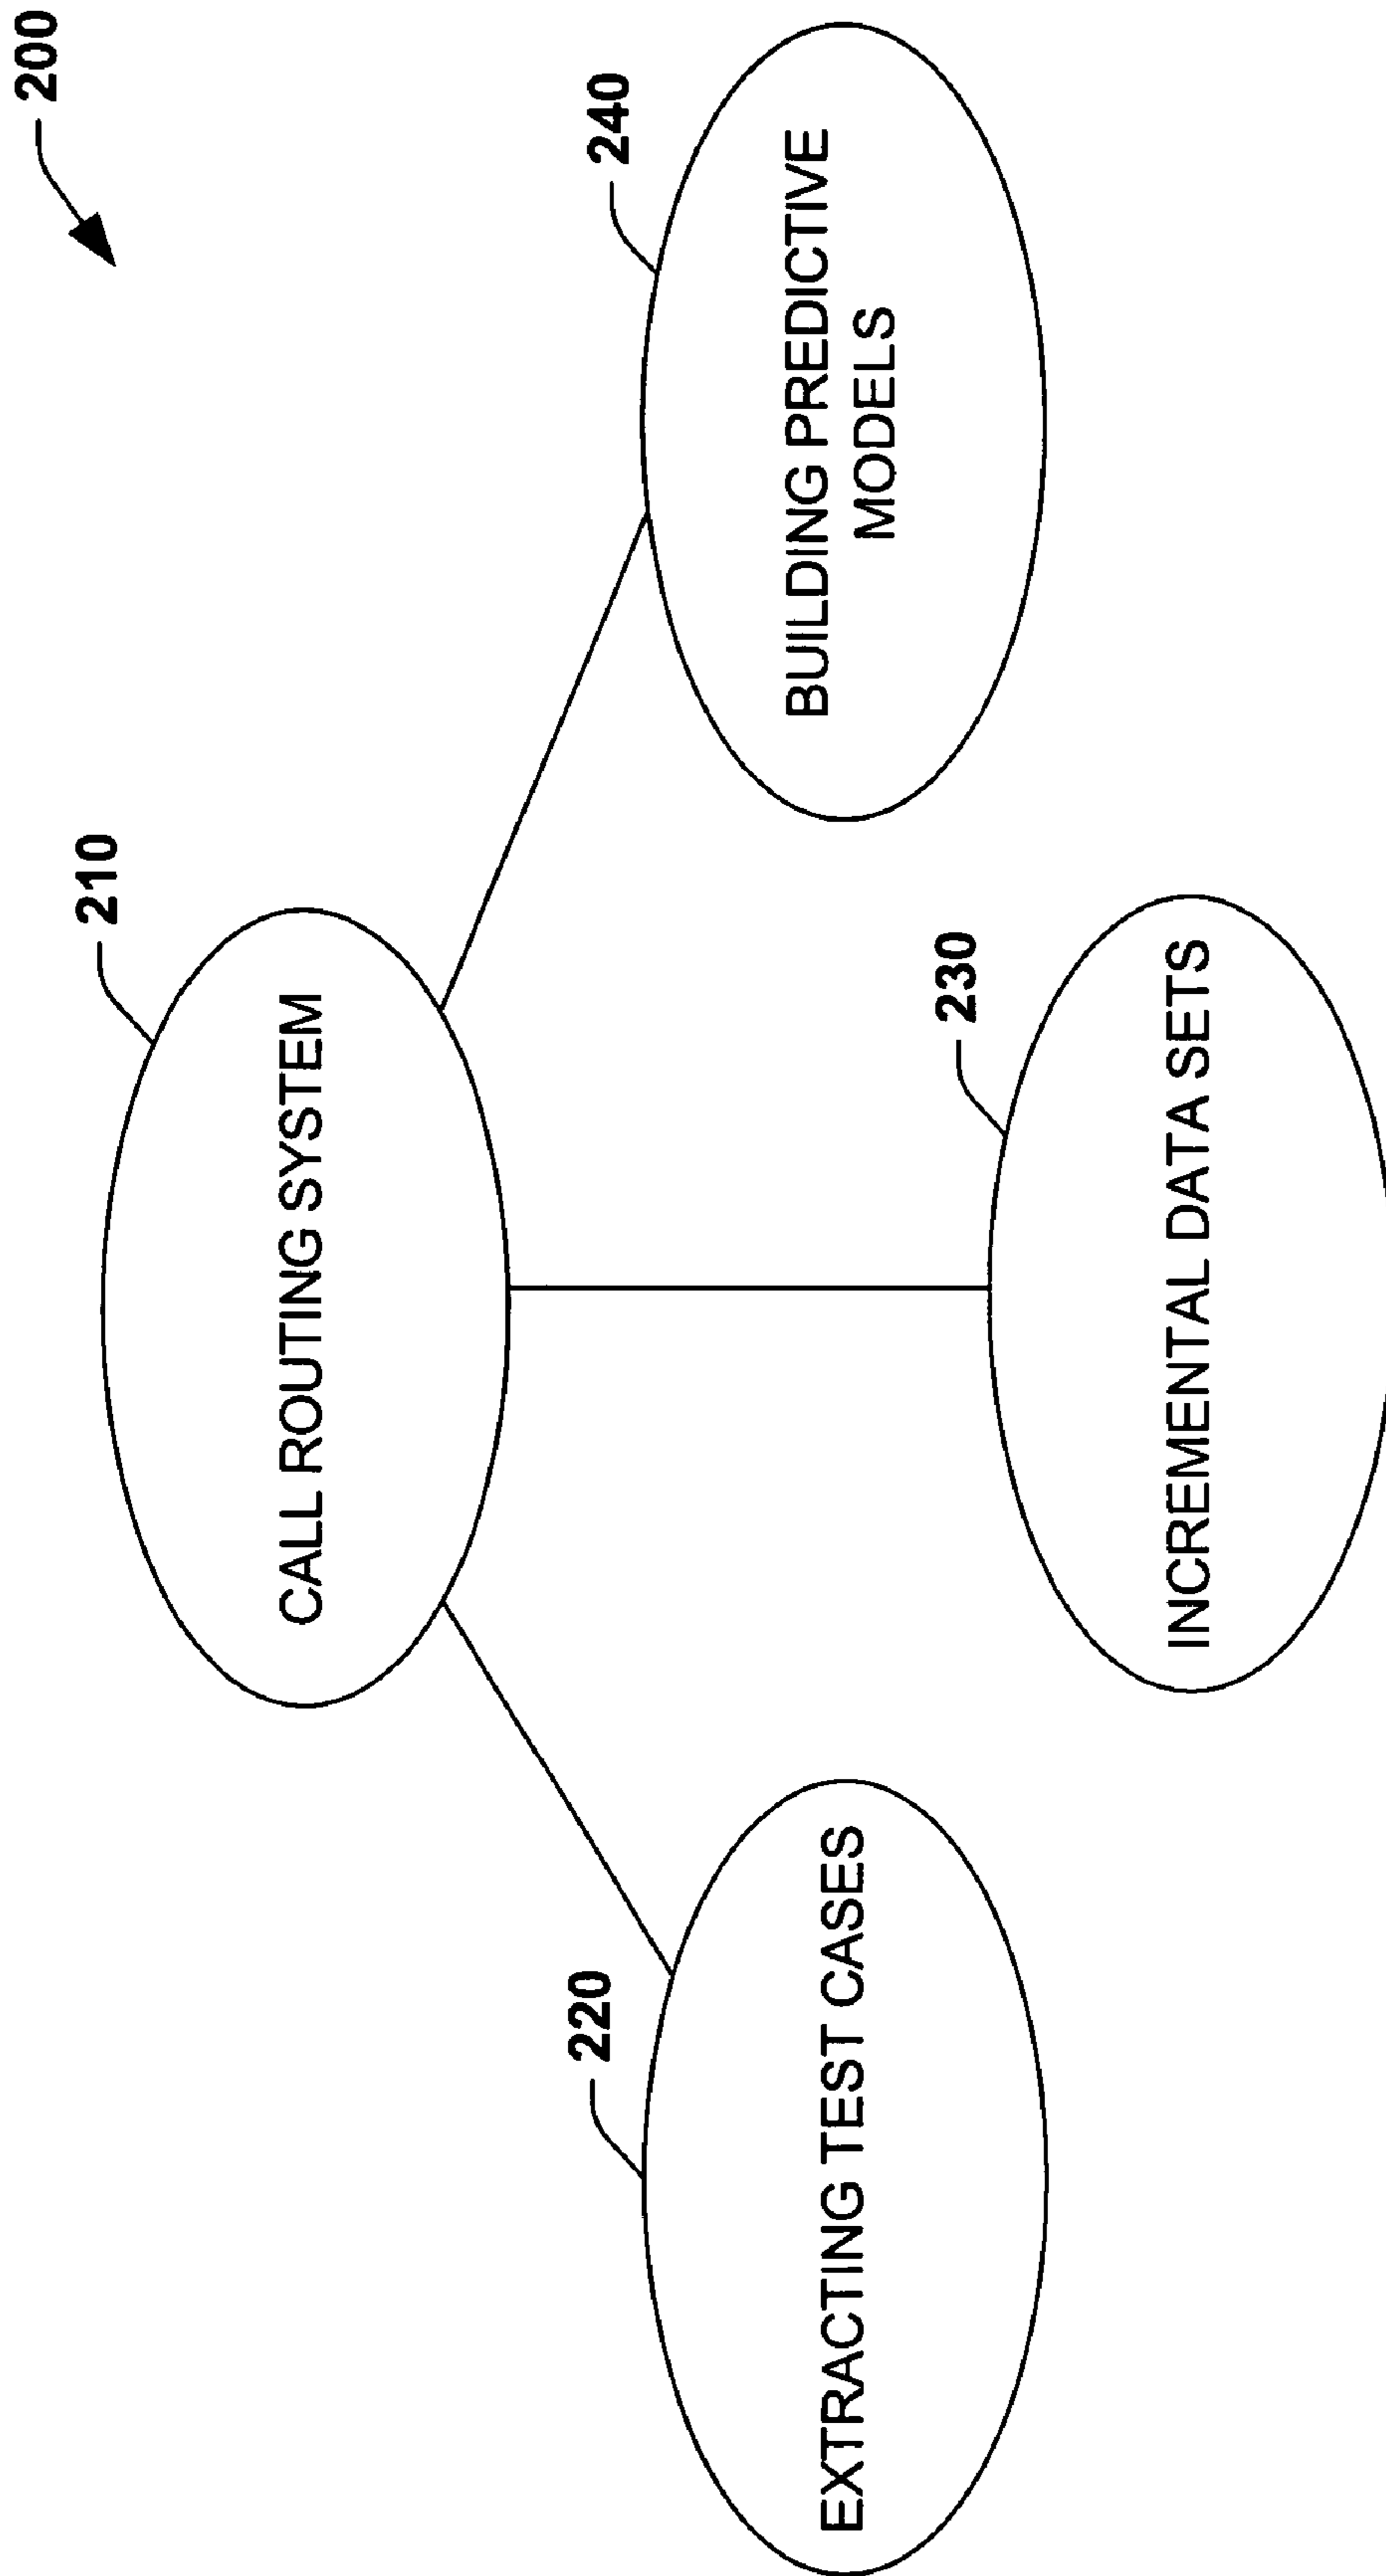 200
210
CALL ROUTING SYSTEM
220
EXTRACTING TEST CASES
230
INCREMENTAL DATA SETS
240
BUILDING PREDICTIVE
MODELS